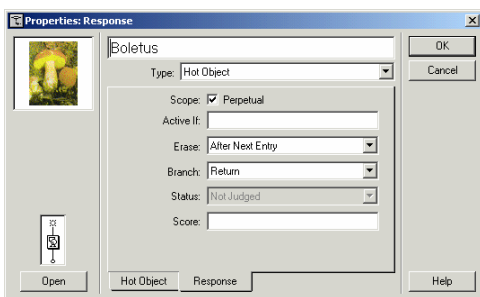 Properties: Response
Boletus
OK
Type: Hot Object
Cancel
Scope: Perpetual
Active If:
Erase: After Next Entry
Branch: Return
Status: Not Judged
Score:
Open
Hot Object Response
Help